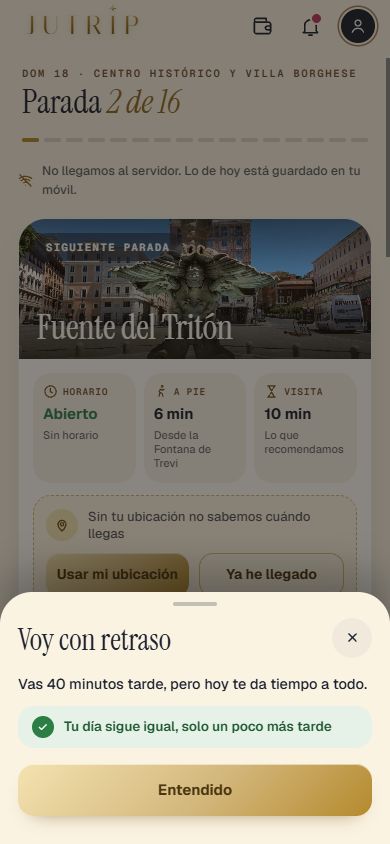 JUTRIP
DOM 18 · CENTRO HISTÓRICO Y VILLA BORGHESE
Parada 2 de 16
No llegamos al servidor. Lo de hoy está guardado en tu
móvil.
SIGUIENTE PARADA
Fuente del Tritón
HORARIO
Abierto
Sin horario
A PIE
6 min
Desde la
Fontana de
Trevi
VISITA
10 min
Lo que
recomendamos
Sin tu ubicación no sabemos cuándo
llegas
Usar mi ubicación
Ya he llegado
Voy con retraso
Vas 40 minutos tarde, pero hoy te da tiempo a todo.
Tu día sigue igual, solo un poco más tarde
Entendido